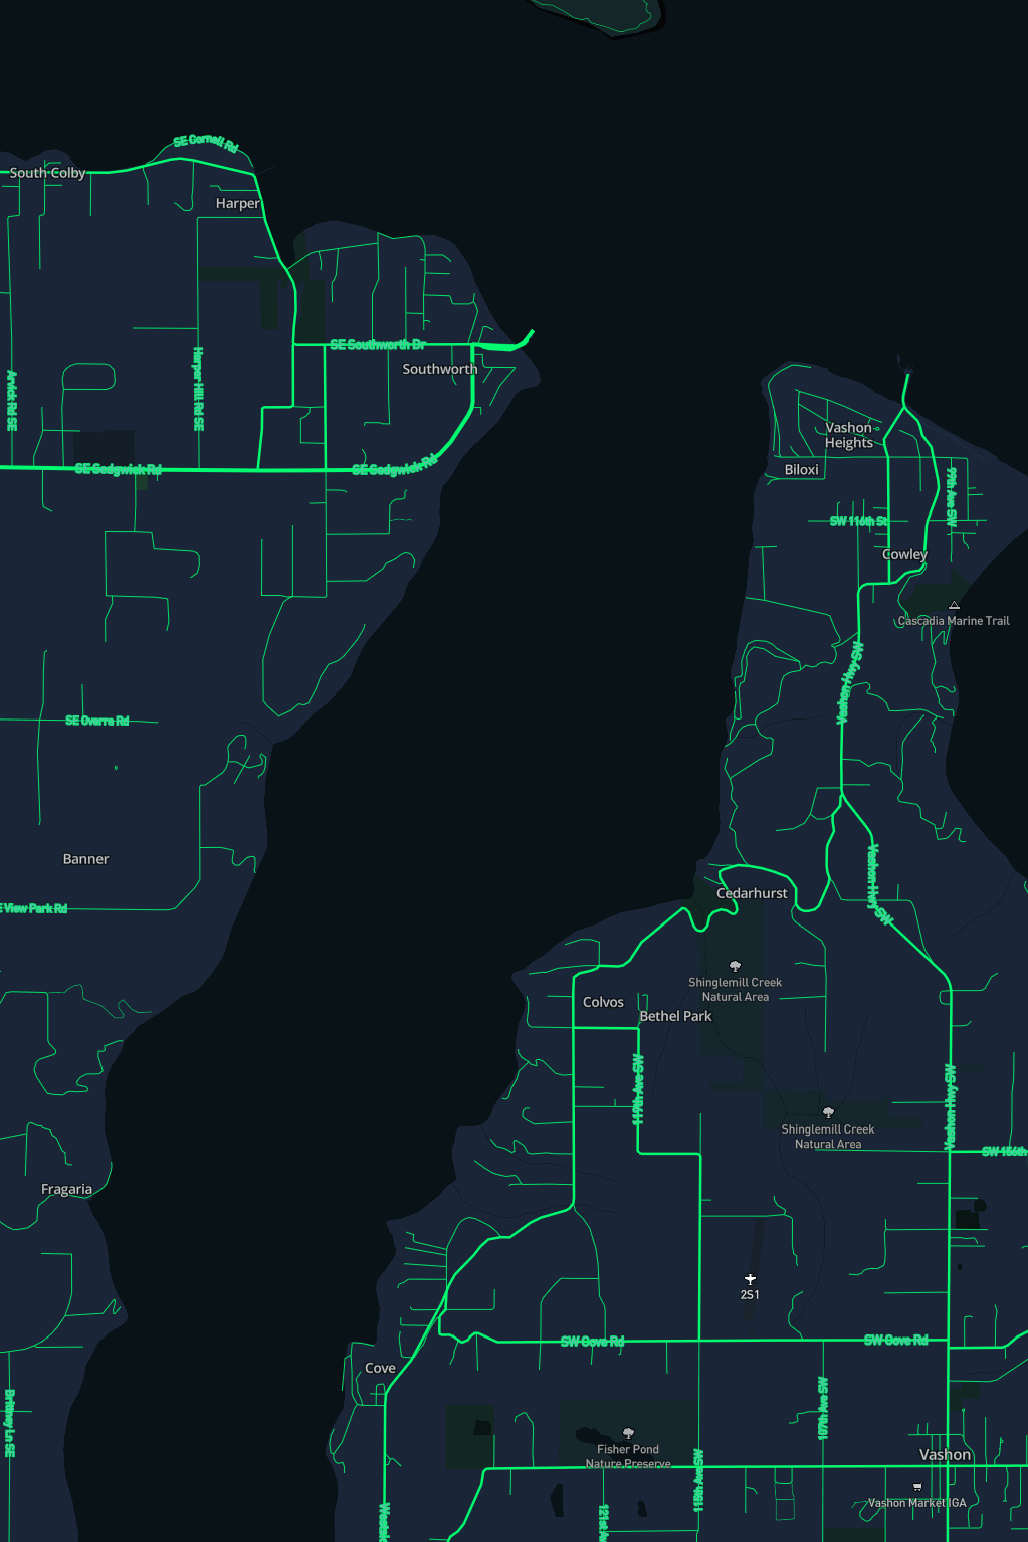 SE Cornell Rd
South Colby
Harper
SE Southworth Dr
Southworth
Arvick Rd SE
Harper Hill Rd SE
Vashon
Heights
Biloxi
SE Sedgwick Rd
SE Sedgwick Rd
99th Ave SW
SW 116th St
Cowley
Cascadia Marine Trail
Vashon Hwy SW
SE Ovarra Rd
Banner
Vashon Hwy SW
Cedarhurst
E View Park Rd
Shinglemill Creek
Natural Area
Colvos
Bethel Park
119th Ave SW
Vashon Hwy SW
Shinglemill Creek
Natural Area
SW 156th
Fragaria
2S1
SW Cove Rd
SW Cove Rd
Cove
Brittney Ln SE
107th Ave SW
Fisher Pond
Nature Preserve
Vashon
115th Ave SW
Vashon Market IGA
Westside
121st Av